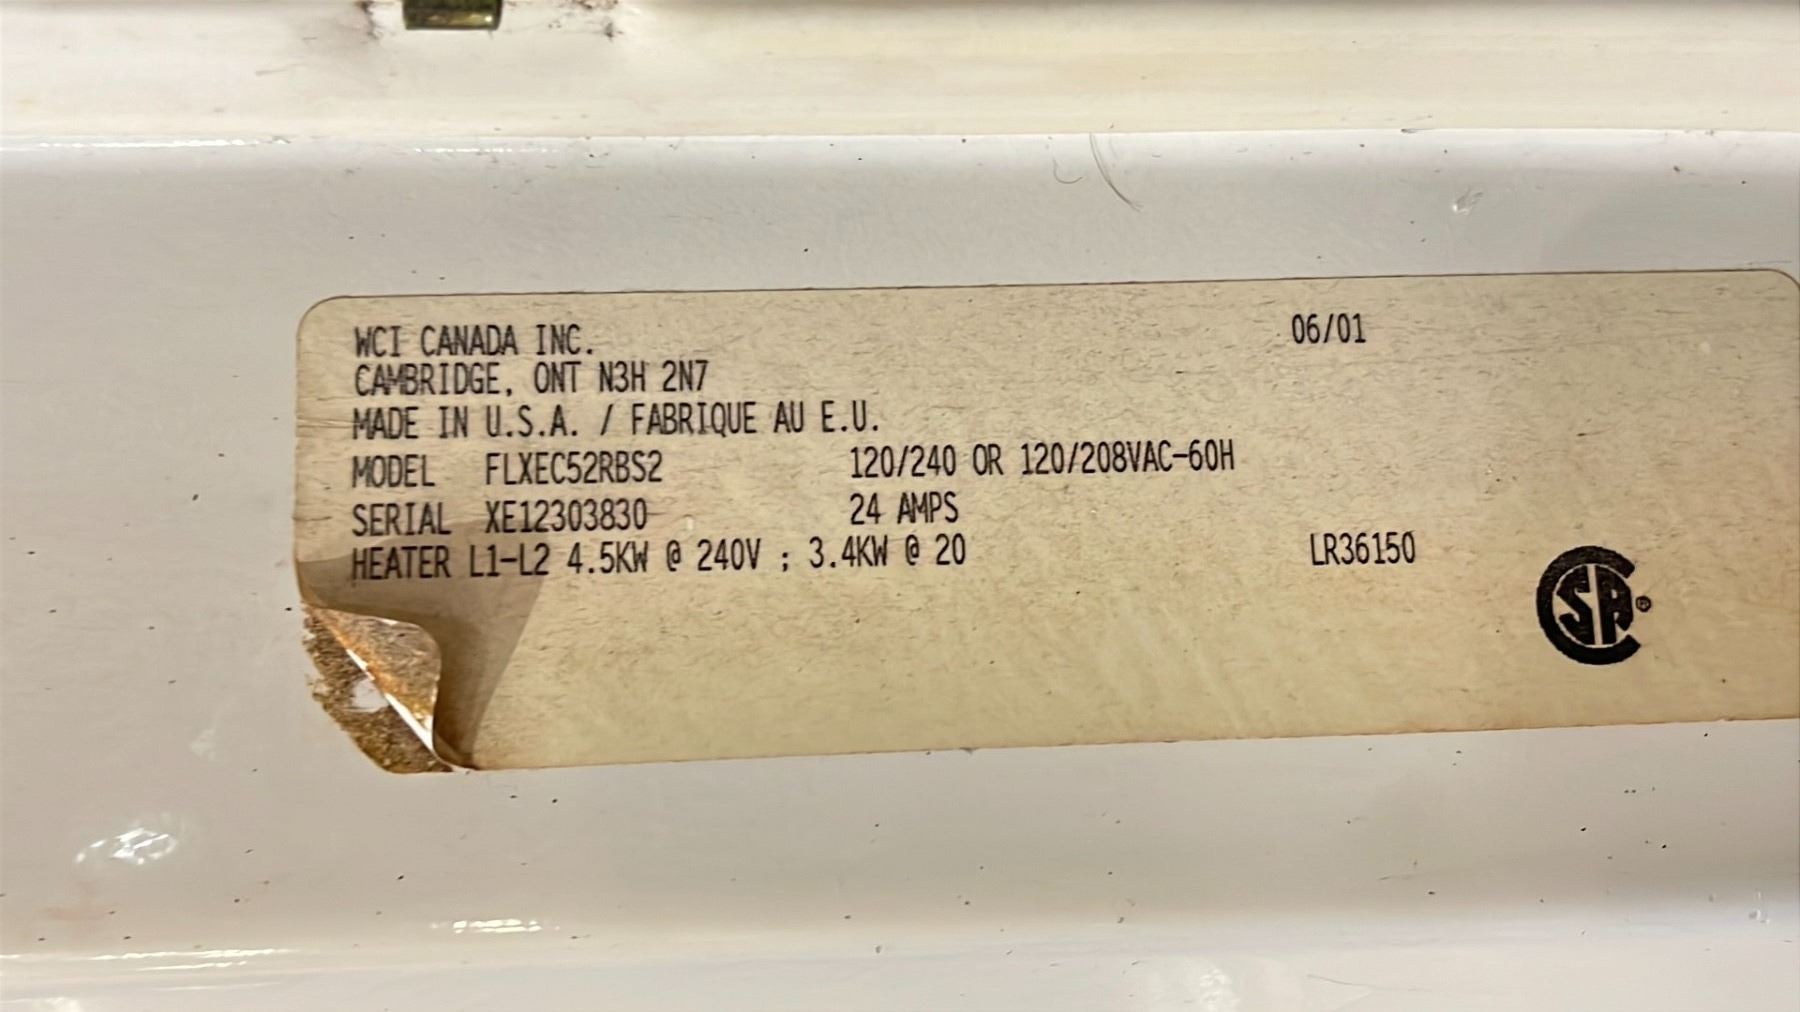 WCI CANADA INC. 06/01
CAMBRIDGE, ONT N3H 2N7
MADE IN U.S.A. / FABRIQUE AU E.U.
MODEL FLXEC52RBS2 120/240 OR 120/208VAC-60H
SERIAL XE12303830 24 AMPS
HEATER L1-L2 4.5KW @ 240V ; 3.4KW @ 20 LR36150
CSA®